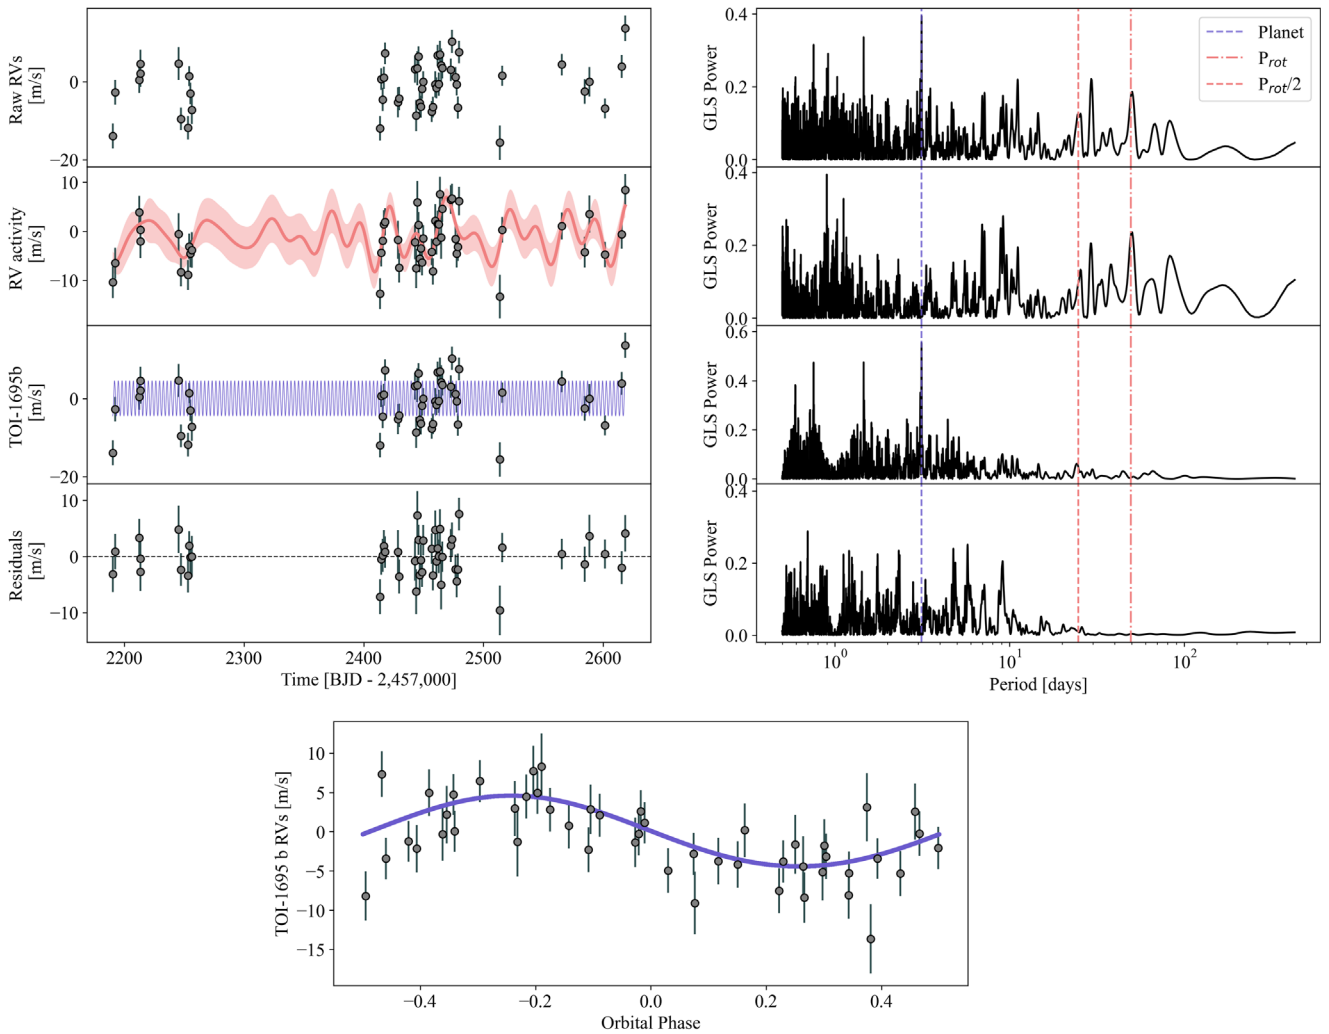 Raw RVs
[m/s]
0
−20
RV activity
[m/s]
10
0
−10
TOI-1695b
[m/s]
0
−20
Residuals
[m/s]
10
0
−10
2200 2300 2400 2500 2600
Time [BJD - 2,457,000]
GLS Power
0.4
0.2
0.0
Planet
P_rot
P_rot/2
GLS Power
0.4
0.2
0.0
GLS Power
0.6
0.4
0.2
0.0
GLS Power
0.4
0.2
0.0
10^0 10^1 10^2
Period [days]
TOI-1695 b RVs [m/s]
10
5
0
−5
−10
−15
−0.4 −0.2 0.0 0.2 0.4
Orbital Phase